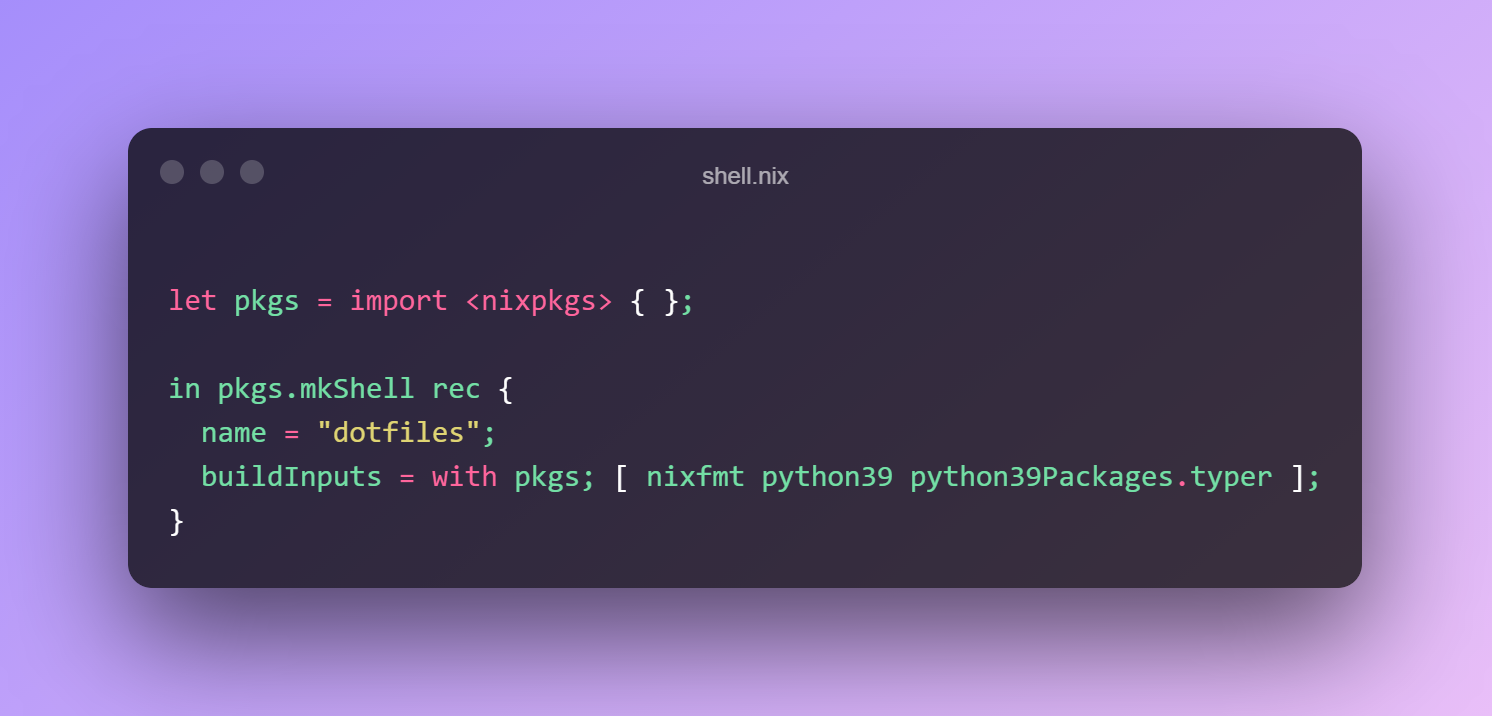 shell.nix
let pkgs = import <nixpkgs> { };
in pkgs.mkShell rec {
  name = "dotfiles";
  buildInputs = with pkgs; [ nixfmt python39 python39Packages.typer ];
}